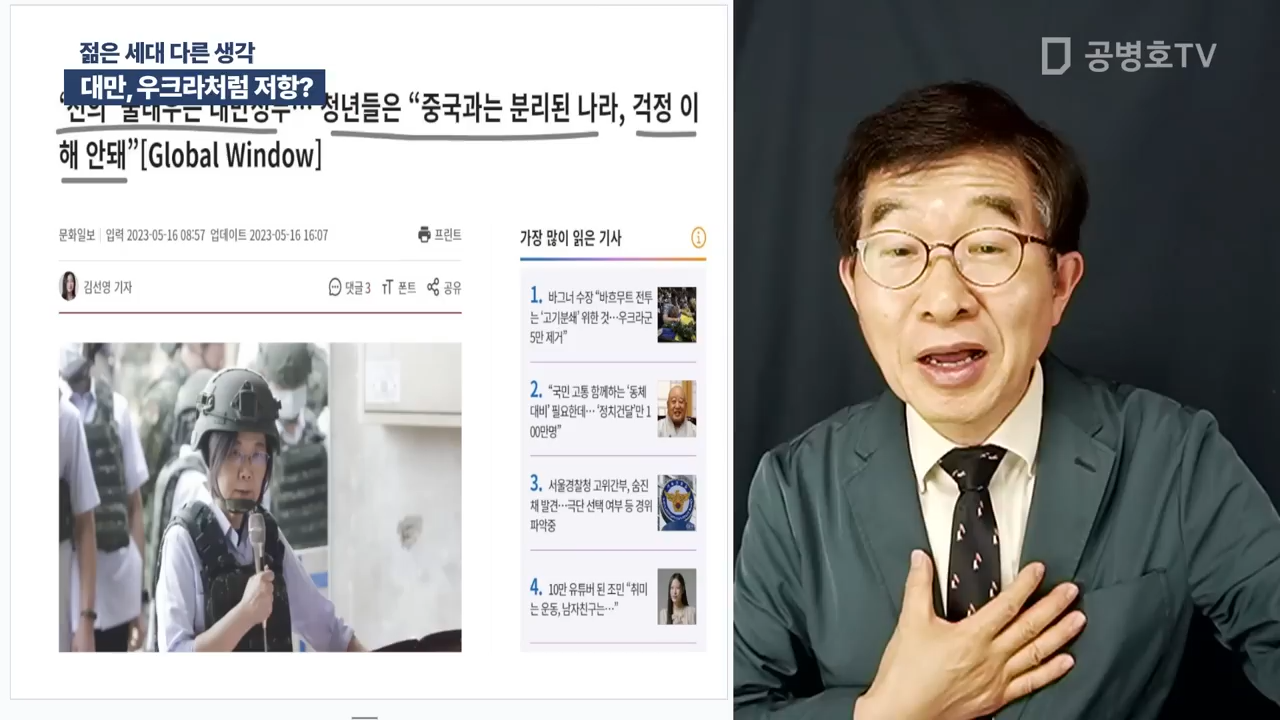 젊은 세대 다른 생각
대만, 우크라처럼 저항?
청년들은 “중국과는 분리된 나라, 걱정 이
해 안돼”[Global Window]
문화일보 입력 2023-05-16 08:57 업데이트 2023-05-16 16:07
프린트
김선영 기자
댓글 3 폰트 공유
가장 많이 읽은 기사
1. 바그너 수장 “바흐무트 전투
는 ‘고기분쇄’ 위한 것…우크라군
5만 제거”
2. “국민 고통 함께하는 ‘동체
대비’ 필요한데… ‘정치건달’만 1
00만명”
3. 서울경찰청 고위간부, 숨진
채 발견…극단 선택 여부 등 경위
파악중
4. 10만 유튜버 된 조민 “취미
는 운동, 남자친구는…”
공병호TV